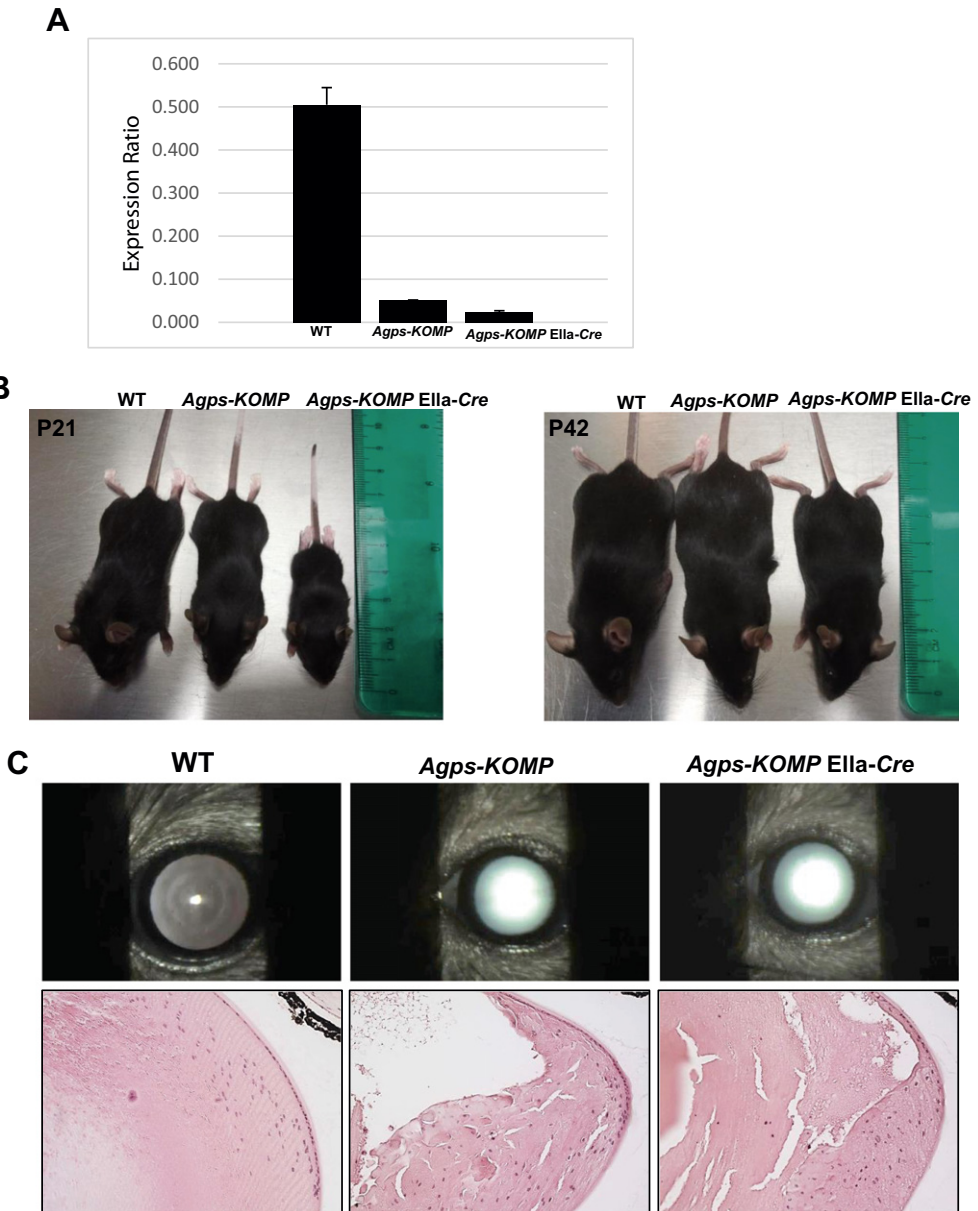 A
0.600
0.500
0.400
0.300
0.200
0.100
0.000
Expression Ratio
WT Agps-KOMP Agps-KOMP Ella-Cre
B
WT Agps-KOMP Agps-KOMP Ella-Cre
P21
WT Agps-KOMP Agps-KOMP Ella-Cre
P42
C
WT Agps-KOMP Agps-KOMP Ella-Cre